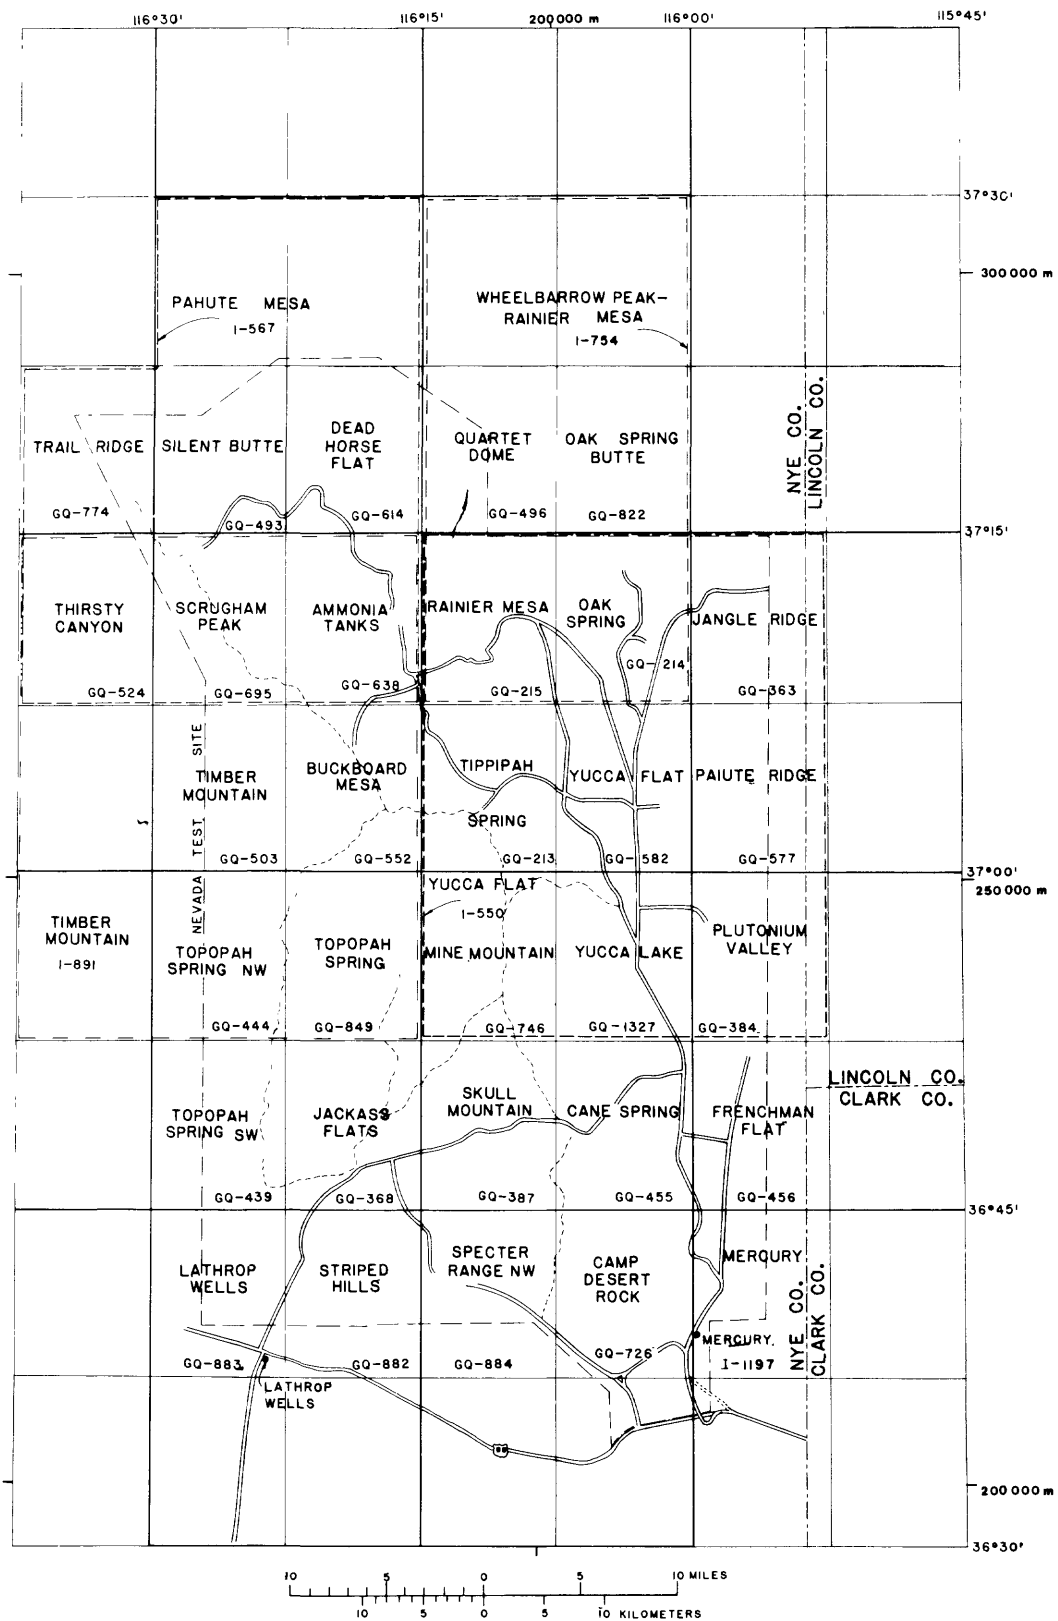 116°30'
116°15'
200000 m
116°00'
115°45'
37°30'
300000 m
PAHUTE MESA
I-567
WHEELBARROW PEAK-
RAINIER MESA
I-754
NYE CO.
LINCOLN CO.
TRAIL RIDGE
SILENT BUTTE
DEAD
HORSE
FLAT
QUARTET
DOME
OAK SPRING
BUTTE
GQ-774
GQ-493
GQ-614
GQ-496
GQ-822
37°15'
THIRSTY
CANYON
SCRUGHAM
PEAK
AMMONIA
TANKS
RAINIER MESA
OAK
SPRING
JANGLE RIDGE
GQ-524
GQ-695
GQ-638
GQ-215
GQ-214
GQ-363
NEVADA TEST SITE
TIMBER
MOUNTAIN
BUCKBOARD
MESA
TIPPIPAH
SPRING
YUCCA FLAT
PAIUTE RIDGE
GQ-503
GQ-552
GQ-213
GQ-582
GQ-577
37°00'
250000 m
YUCCA FLAT
I-550
TIMBER
MOUNTAIN
I-891
TOPOPAH
SPRING NW
TOPOPAH
SPRING
MINE MOUNTAIN
YUCCA LAKE
PLUTONIUM
VALLEY
GQ-444
GQ-849
GQ-746
GQ-1327
GQ-384
LINCOLN CO.
CLARK CO.
TOPOPAH
SPRING SW
JACKASS
FLATS
SKULL
MOUNTAIN
CANE SPRING
FRENCHMAN
FLAT
GQ-439
GQ-368
GQ-387
GQ-455
GQ-456
36°45'
LATHROP
WELLS
STRIPED
HILLS
SPECTER
RANGE NW
CAMP
DESERT
ROCK
MERCURY
NYE CO.
CLARK CO.
MERCURY
I-1197
GQ-883
GQ-882
GQ-884
GQ-726
LATHROP
WELLS
200000 m
36°30'
10 5 0 5 10 MILES
10 5 0 5 10 KILOMETERS